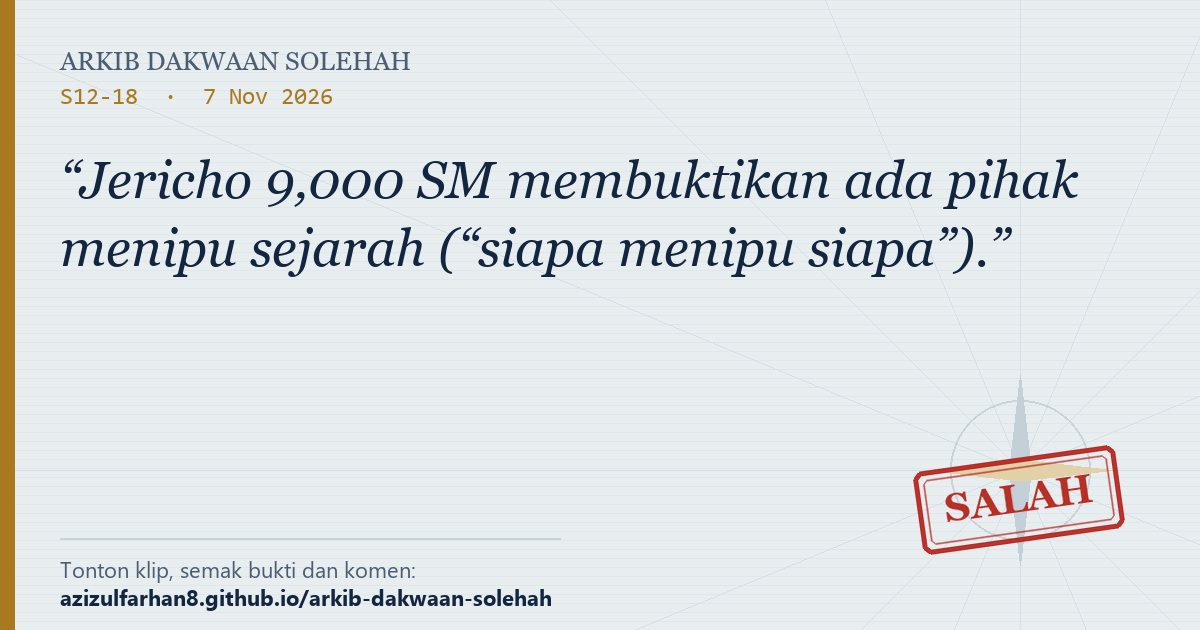 ARKIB DAKWAAN SOLEHAH
S12-18 · 7 Nov 2026
“Jericho 9,000 SM membuktikan ada pihak
menipu sejarah (“siapa menipu siapa”).”
SALAH
Tonton klip, semak bukti dan komen:
azizulfarhan8.github.io/arkib-dakwaan-solehah